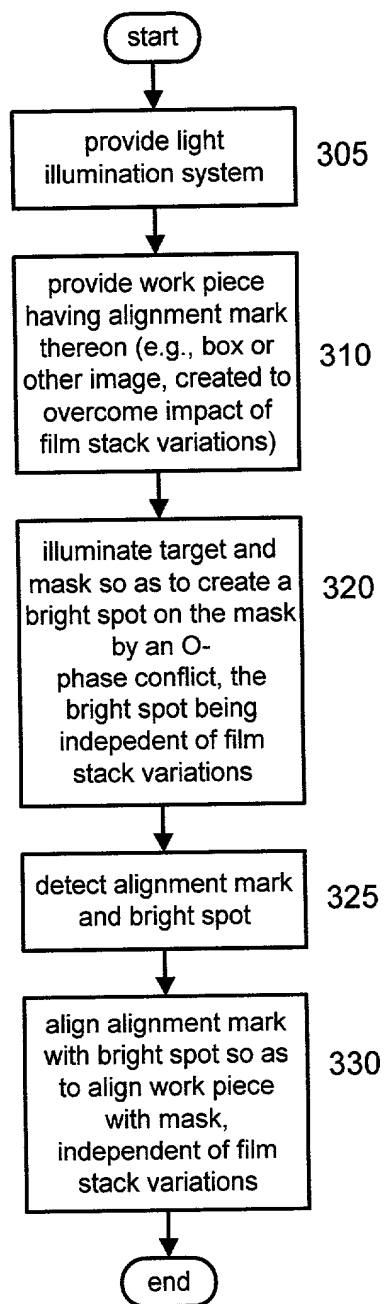 start
provide light
illumination system
305
provide work piece
having alignment mark
thereon (e.g., box or
other image, created to
overcome impact of
film stack variations)
310
illuminate target and
mask so as to create a
bright spot on the mask
by an O-
phase conflict, the
bright spot being
indepedent of film
stack variations
320
detect alignment mark
and bright spot
325
align alignment mark
with bright spot so as
to align work piece
with mask,
independent of film
stack variations
330
end